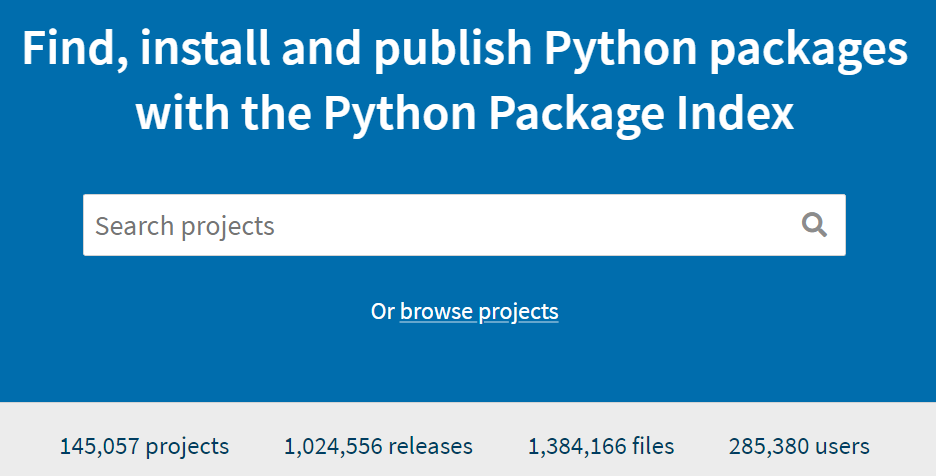 Find, install and publish Python packages
with the Python Package Index
Search projects
Or browse projects
145,057 projects 1,024,556 releases 1,384,166 files 285,380 users